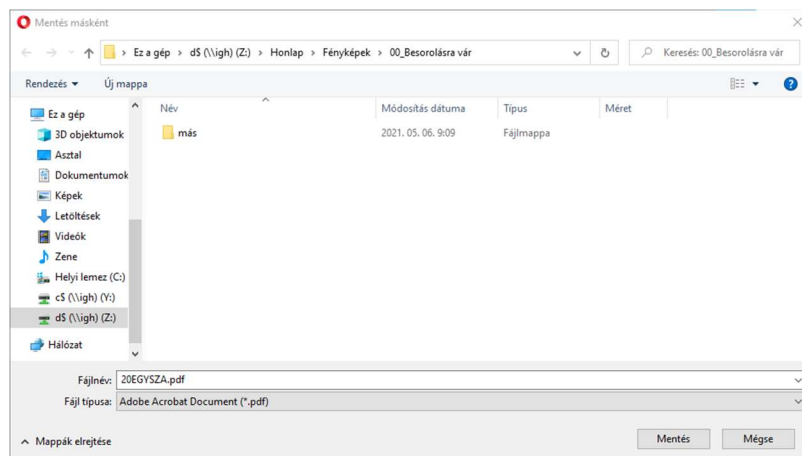 Mentés másként
Ez a gép › d$ (\\igh) (Z:) › Honlap › Fényképek › 00_Besorolásra vár
Keresés: 00_Besorolásra vár
Rendezés Új mappa
Név Módosítás dátuma Típus Méret
más 2021. 05. 06. 9:09 Fájlmappa
Ez a gép
3D objektumok
Asztal
Dokumentumok
Képek
Letöltések
Videók
Zene
Helyi lemez (C:)
c$ (\\igh) (Y:)
d$ (\\igh) (Z:)
Hálózat
Fájlnév: 20EGYSZA.pdf
Fájl típusa: Adobe Acrobat Document (*.pdf)
Mappák elrejtése Mentés Mégse